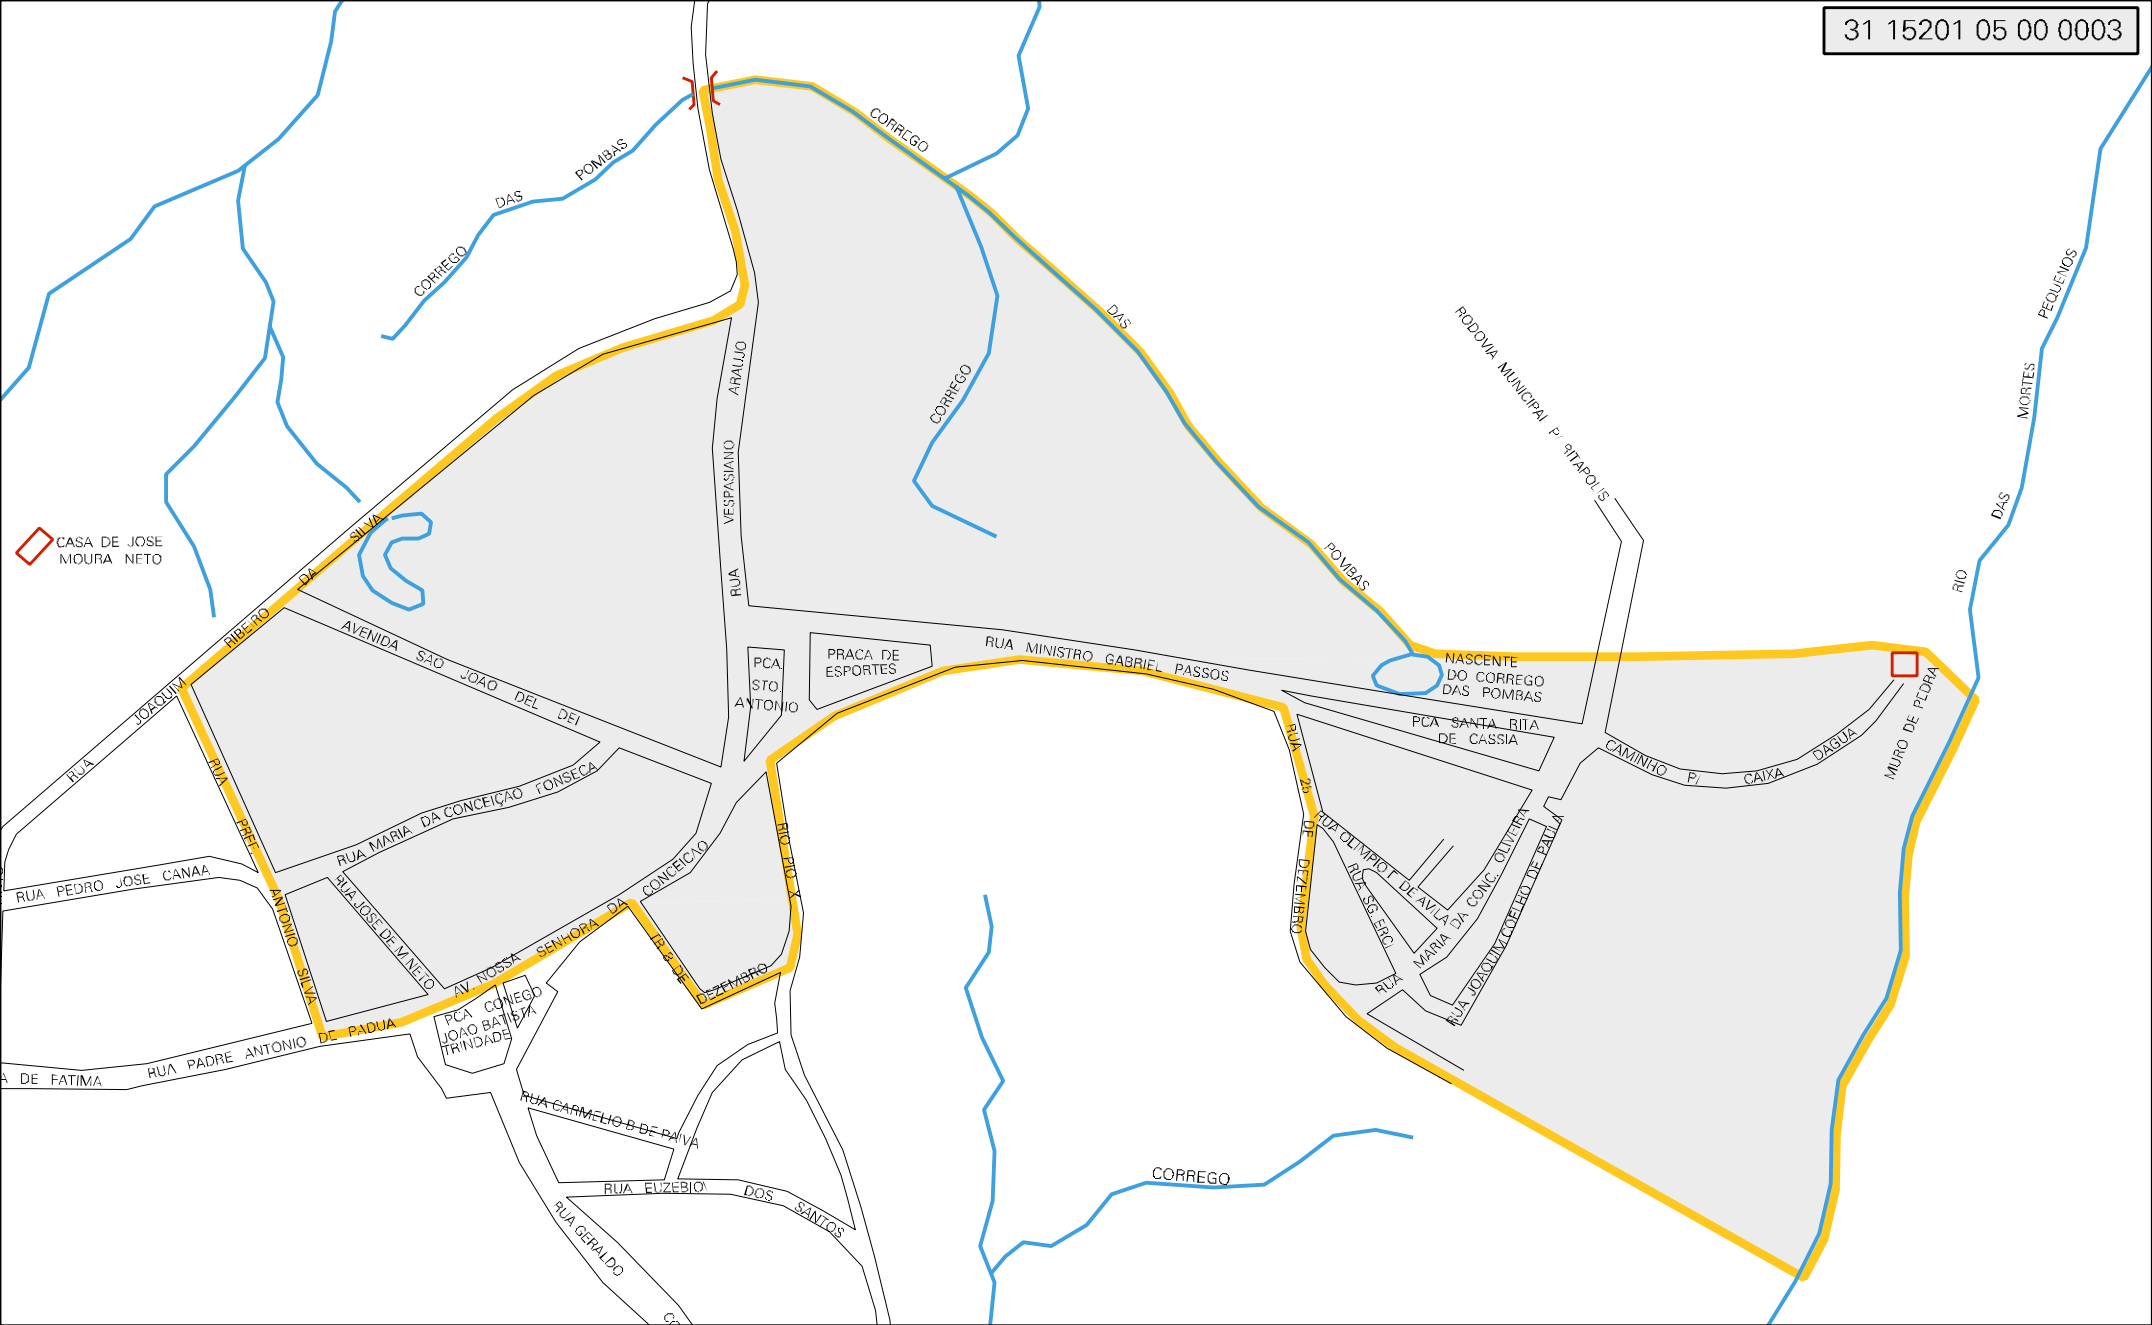 31 15201 05 00 0003
CORREGO
DAS
POMBAS
CORREGO
DAS
POMBAS
CORREGO
RODOVIA MUNICIPAL P/ RITAPOLIS
RIO
DAS
MORTES
PEQUENOS
CASA DE JOSE
MOURA NETO
RUA
JOAQUIM
RIBEIRO
DA
SILVA
RUA
VESPASIANO
ARAUJO
AVENIDA SAO JOAO DEL DEI
PCA.
STO.
ANTONIO
PRACA DE
ESPORTES
RUA MINISTRO GABRIEL PASSOS
NASCENTE
DO CORREGO
DAS POMBAS
PCA SANTA RITA
DE CASSIA
CAMINHO P/ CAIXA DAGUA
MURO DE PEDRA
RUA PREF. ANTONIO SILVA
RUA MARIA DA CONCEIÇAO FONSECA
RUA PEDRO JOSE CANAA
RUA JOSE DE M NETO
AV. NOSSA SENHORA DA CONCEICAO
RIO PIO X
TR. 8 DE
DEZEMBRO
RUA 25 DE DEZEMBRO
RUA OLIMPIO T DE AVILA
RUA SG. ERCI
RUA MARIA DA CONC. OLIVEIRA
RUA JOAQUIM COELHO DE PAULA
PCA CONEGO
JOAO BATISTA
TRINDADE
RUA PADRE ANTONIO DE PADUA
A DE FATIMA
RUA CARMELIO B DE PAIVA
RUA EUZEBIO DOS SANTOS
RUA GERALDO
CORREGO